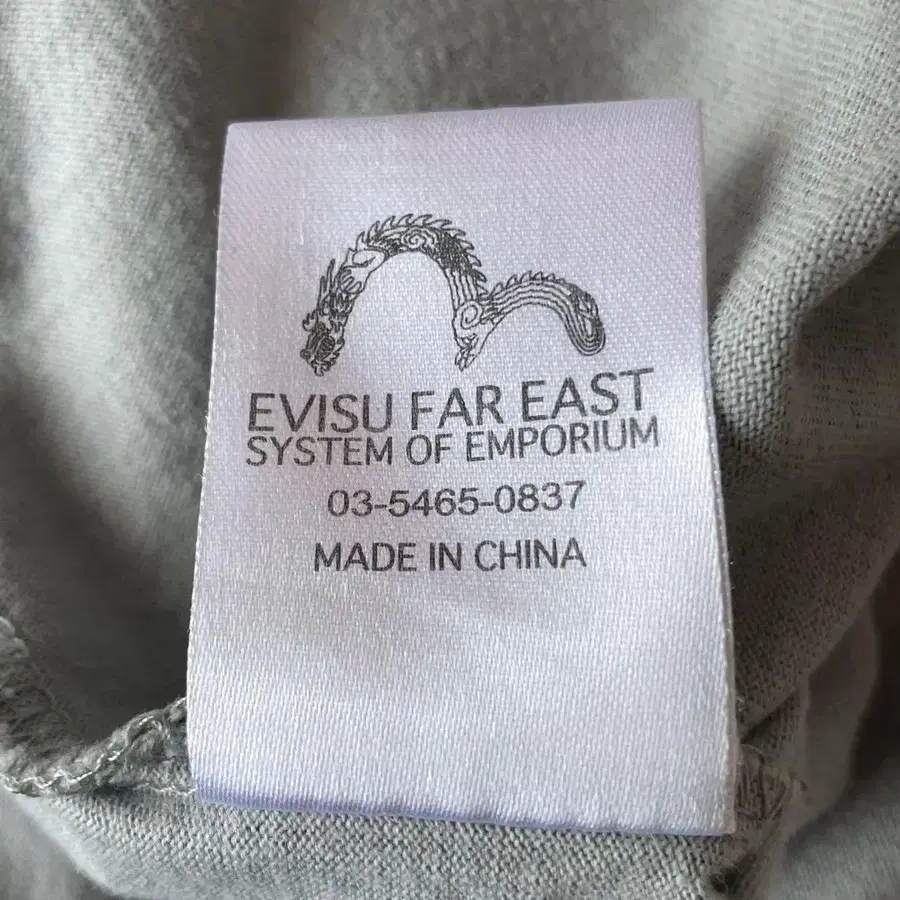 EVISU FAR EAST
SYSTEM OF EMPORIUM
03-5465-0837
MADE IN CHINA